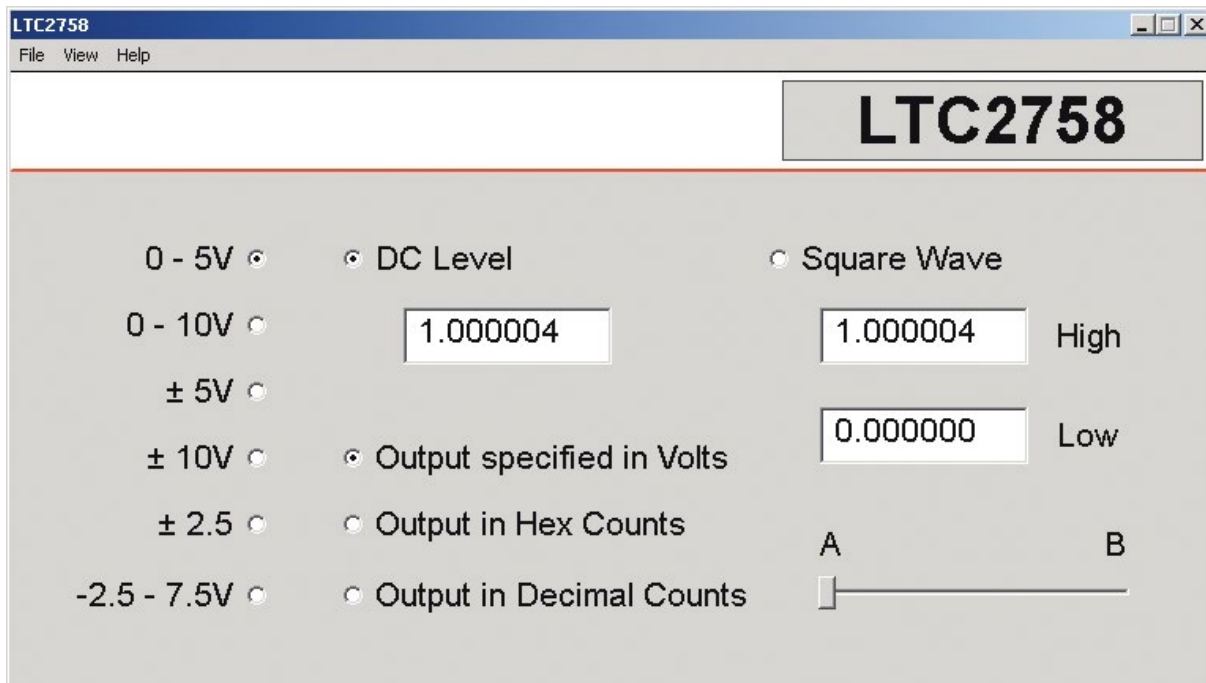 LTC2758
File View Help
LTC2758
0 - 5V DC Level Square Wave
0 - 10V 1.000004 1.000004 High
± 5V
0.000000 Low
± 10V Output specified in Volts
± 2.5 Output in Hex Counts
A B
-2.5 - 7.5V Output in Decimal Counts